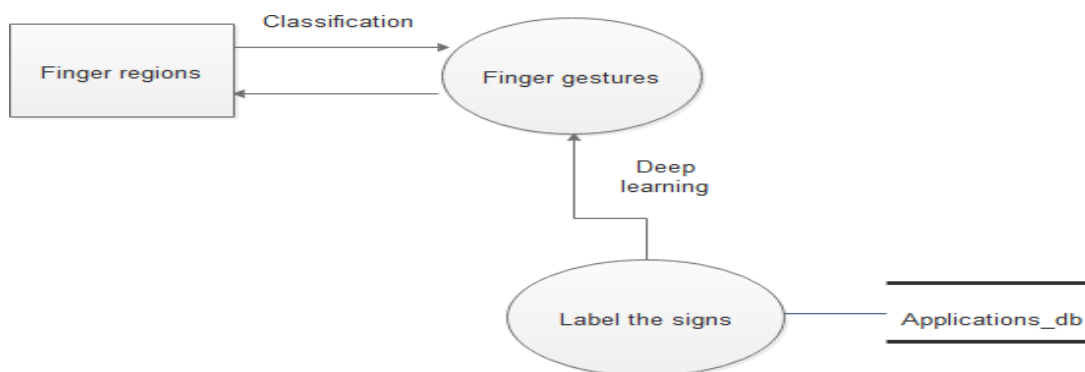 Classification
Finger regions
Finger gestures
Deep
learning
Label the signs
Applications_db